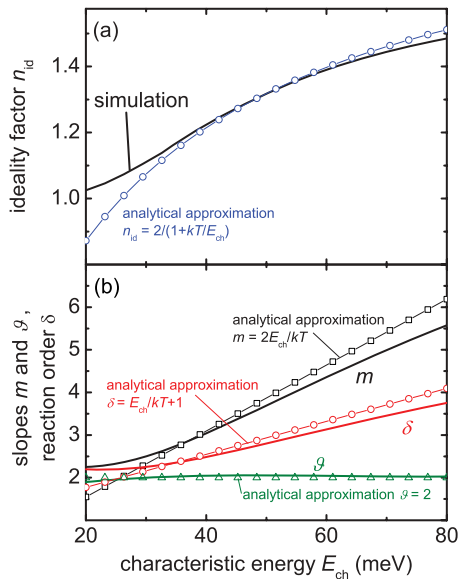 (a)
1.4
1.2
1.0
ideality factor n_id
simulation
analytical approximation
n_id = 2/(1+kT/E_ch)
(b)
6
5
4
3
2
1
0
slopes m and ϑ ,
reaction order δ
analytical approximation
m = 2E_ch/kT
m
analytical approximation
δ = E_ch/kT+1
δ
ϑ
analytical approximation ϑ = 2
20 40 60 80
characteristic energy E_ch (meV)